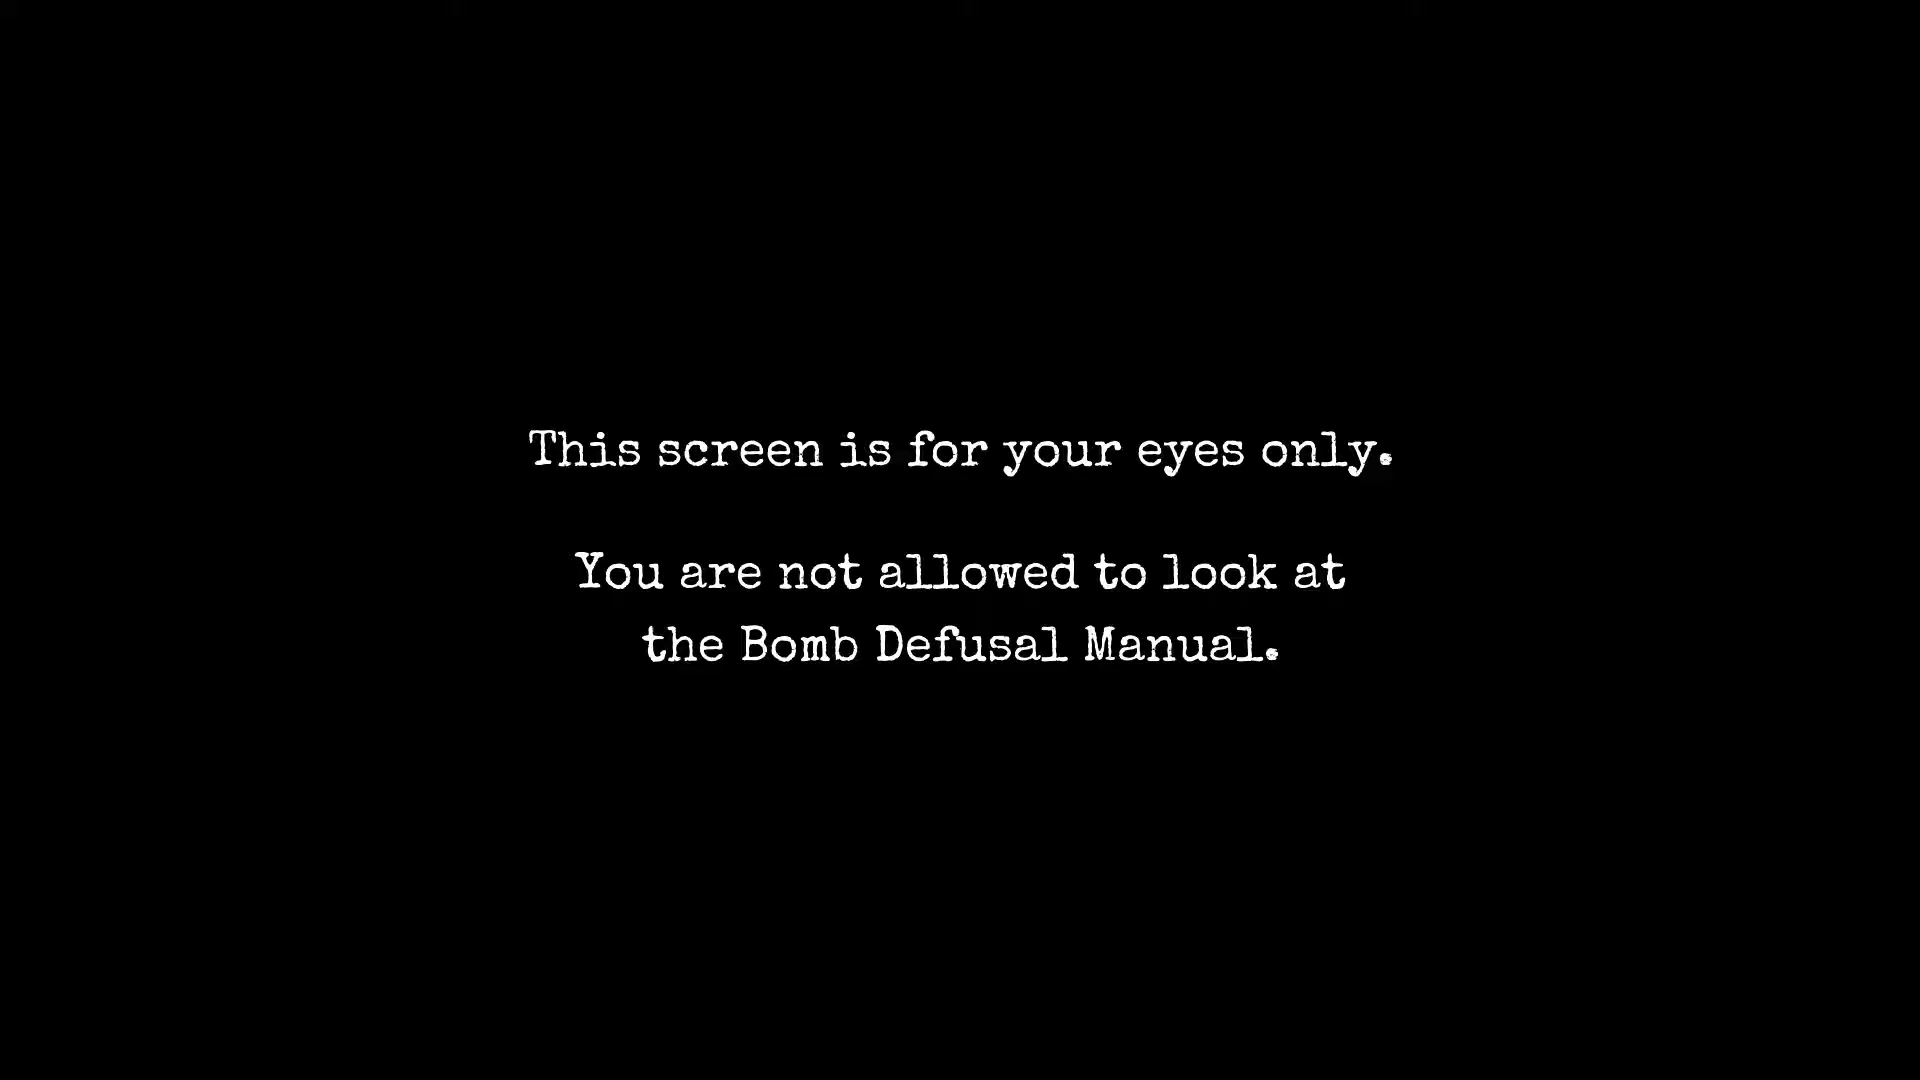 This screen is for your eyes only.
You are not allowed to look at
the Bomb Defusal Manual.